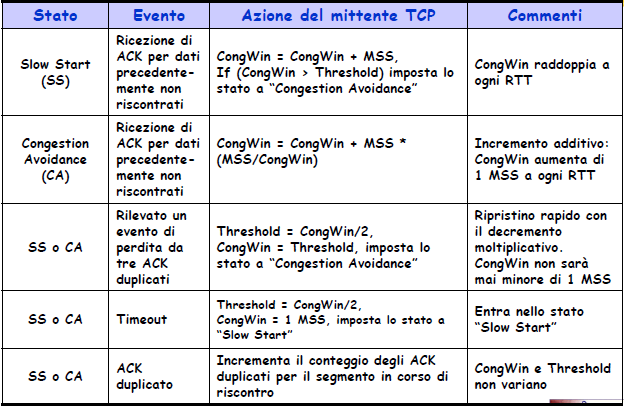 Stato Evento Azione del mittente TCP Commenti
Slow Start
(SS)
Ricezione di
ACK per dati
precedente-
mente non
riscontrati
CongWin = CongWin + MSS,
If (CongWin > Threshold) imposta lo
stato a “Congestion Avoidance”
CongWin raddoppia a
ogni RTT
Congestion
Avoidance
(CA)
Ricezione di
ACK per dati
precedente-
mente non
riscontrati
CongWin = CongWin + MSS *
(MSS/CongWin)
Incremento additivo:
CongWin aumenta di
1 MSS a ogni RTT
SS o CA
Rilevato un
evento di
perdita da
tre ACK
duplicati
Threshold = CongWin/2,
CongWin = Threshold, imposta lo
stato a “Congestion Avoidance”
Ripristino rapido con
il decremento
moltiplicativo.
CongWin non sarà
mai minore di 1 MSS
SS o CA
Timeout
Threshold = CongWin/2,
CongWin = 1 MSS, imposta lo stato a
“Slow Start”
Entra nello stato
“Slow Start”
SS o CA
ACK
duplicato
Incrementa il conteggio degli ACK
duplicati per il segmento in corso di
riscontro
CongWin e Threshold
non variano